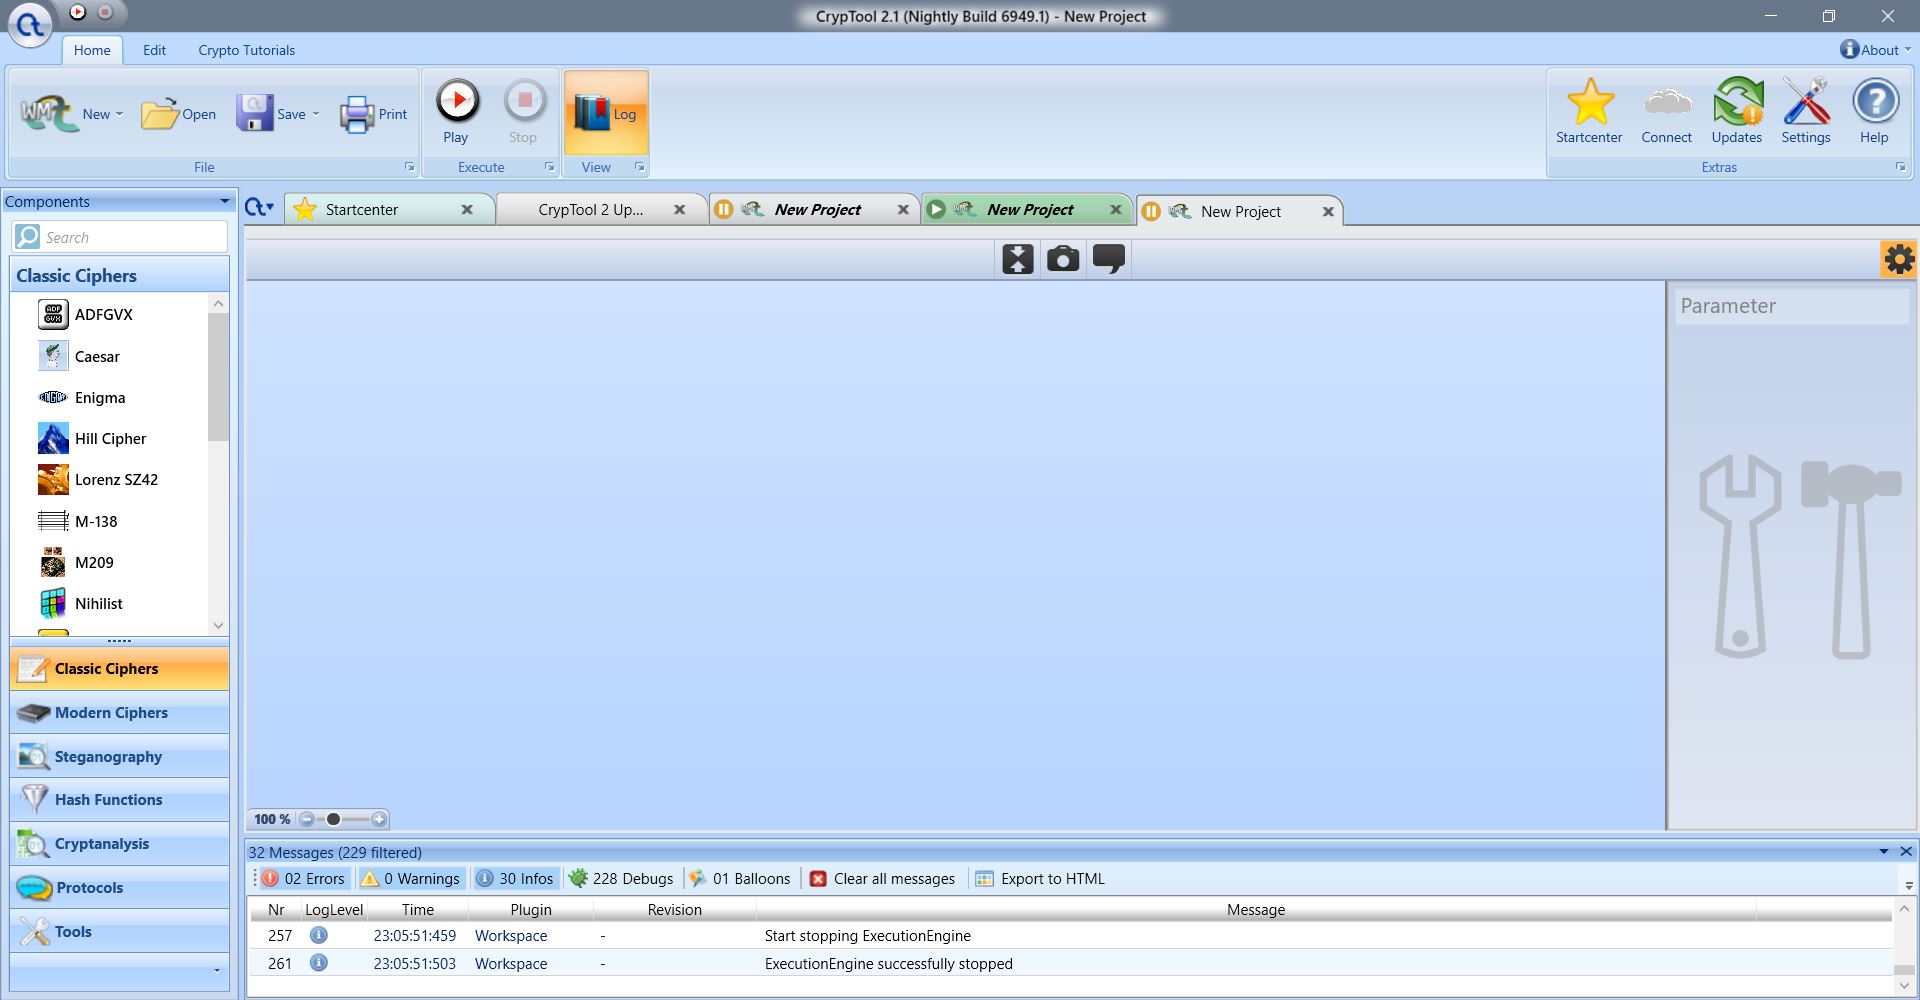 CrypTool 2.1 (Nightly Build 6949.1) - New Project
Home Edit Crypto Tutorials About
New Open Save Print
Play Stop
Log
Startcenter Connect Updates Settings Help
File Execute View Extras
Components
Startcenter CrypTool 2 Up... New Project New Project New Project
Search
Classic Ciphers
Parameter
ADFGVX
Caesar
Enigma
Hill Cipher
Lorenz SZ42
M-138
M209
Nihilist
Classic Ciphers
Modern Ciphers
Steganography
Hash Functions
Cryptanalysis
Protocols
Tools
100 %
32 Messages (229 filtered)
02 Errors 0 Warnings 30 Infos 228 Debugs 01 Balloons Clear all messages Export to HTML
Nr LogLevel Time Plugin Revision Message
257 23:05:51:459 Workspace - Start stopping ExecutionEngine
261 23:05:51:503 Workspace - ExecutionEngine successfully stopped